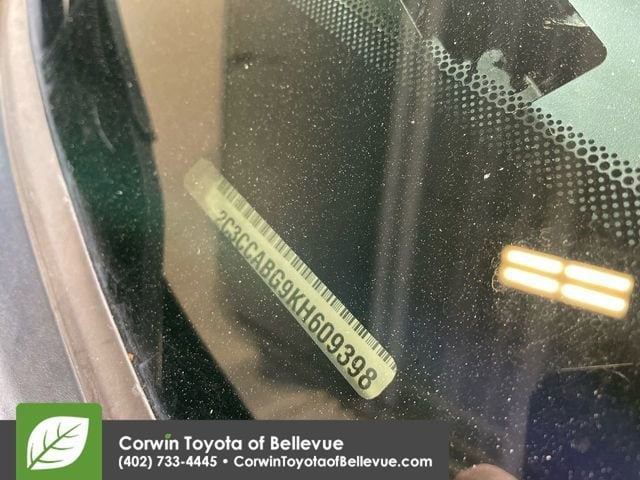 2C3CCABG9KH609398
Corwin Toyota of Bellevue
(402) 733-4445 • CorwinToyotaofBellevue.com